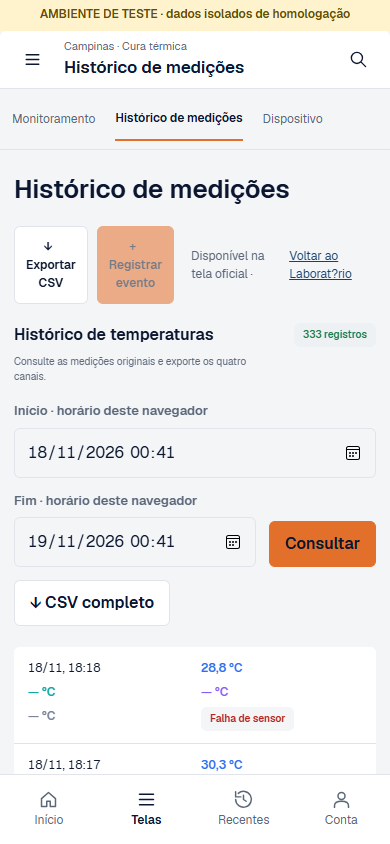 AMBIENTE DE TESTE · dados isolados de homologação
Campinas · Cura térmica
Histórico de medições
Monitoramento
Histórico de medições
Dispositivo
Histórico de medições
↓
Exportar
CSV
+
Registrar
evento
Disponível na
tela oficial ·
Voltar ao
Laborat?rio
Histórico de temperaturas
333 registros
Consulte as medições originais e exporte os quatro
canais.
Início · horário deste navegador
18/11/2026 00:41
Fim · horário deste navegador
19/11/2026 00:41
Consultar
↓ CSV completo
18/11, 18:18
28,8 °C
— °C
— °C
— °C
Falha de sensor
18/11, 18:17
30,3 °C
Início
Telas
Recentes
Conta